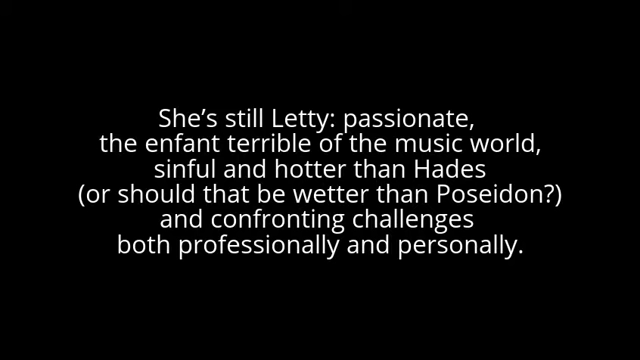 She’s still Letty: passionate,
the enfant terrible of the music world,
sinful and hotter than Hades
(or should that be wetter than Poseidon?)
and confronting challenges
both professionally and personally.